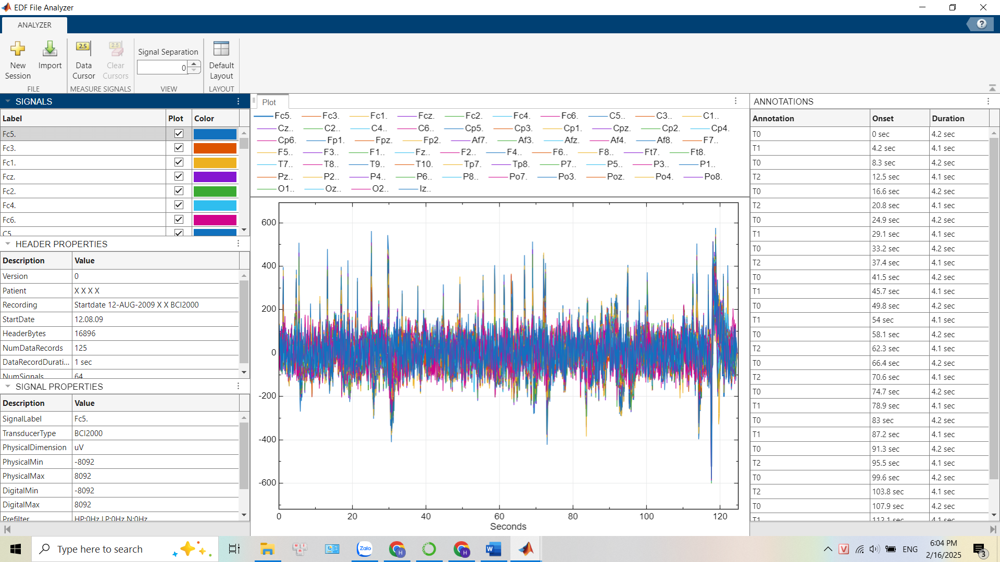 EDF File Analyzer
ANALYZER
New Session
Import
Data Cursor
Clear Cursors
Signal Separation
0
Default Layout
FILE
MEASURE SIGNALS
VIEW
LAYOUT
SIGNALS
Label Plot Color
Fc5.
Fc3.
Fc1.
Fcz.
Fc2.
Fc4.
Fc6.
C5
HEADER PROPERTIES
Description Value
Version 0
Patient X X X X
Recording Startdate 12-AUG-2009 X X BCI2000
StartDate 12.08.09
HeaderBytes 16896
NumDataRecords 125
DataRecordDurati... 1 sec
NumSignals 64
SIGNAL PROPERTIES
Description Value
SignalLabel Fc5.
TransducerType BCI2000
PhysicalDimension uV
PhysicalMin -8092
PhysicalMax 8092
DigitalMin -8092
DigitalMax 8092
Prefilter HP:0Hz LP:0Hz N:0Hz
Plot
Fc5. Fc3. Fc1. Fcz. Fc2. Fc4. Fc6. C5.. C3.. C1..
Cz.. C2.. C4.. C6.. Cp5. Cp3. Cp1. Cpz. Cp2. Cp4.
Cp6. Fp1. Fpz. Fp2. Af7. Af3. Afz. Af4. Af8. F7..
F5.. F3.. F1.. Fz.. F2.. F4.. F6.. F8.. Ft7. Ft8.
T7.. T8.. T9.. T10. Tp7. Tp8. P7.. P5.. P3.. P1..
Pz.. P2.. P4.. P6.. P8.. Po7. Po3. Poz. Po4. Po8.
O1.. Oz.. O2.. Iz..
600
400
200
0
-200
-400
-600
0 20 40 60 80 100 120
Seconds
ANNOTATIONS
Annotation Onset Duration
T0 0 sec 4.2 sec
T1 4.2 sec 4.1 sec
T0 8.3 sec 4.2 sec
T2 12.5 sec 4.1 sec
T0 16.6 sec 4.2 sec
T2 20.8 sec 4.1 sec
T0 24.9 sec 4.2 sec
T1 29.1 sec 4.1 sec
T0 33.2 sec 4.2 sec
T2 37.4 sec 4.1 sec
T0 41.5 sec 4.2 sec
T1 45.7 sec 4.1 sec
T0 49.8 sec 4.2 sec
T1 54 sec 4.1 sec
T0 58.1 sec 4.2 sec
T2 62.3 sec 4.1 sec
T0 66.4 sec 4.2 sec
T2 70.6 sec 4.1 sec
T0 74.7 sec 4.2 sec
T1 78.9 sec 4.1 sec
T0 83 sec 4.2 sec
T1 87.2 sec 4.1 sec
T0 91.3 sec 4.2 sec
T2 95.5 sec 4.1 sec
T0 99.6 sec 4.2 sec
T2 103.8 sec 4.1 sec
T0 107.9 sec 4.2 sec
T1 112.1 sec 4.1 sec
Type here to search
Zalo
ENG
6:04 PM
2/16/2025
3